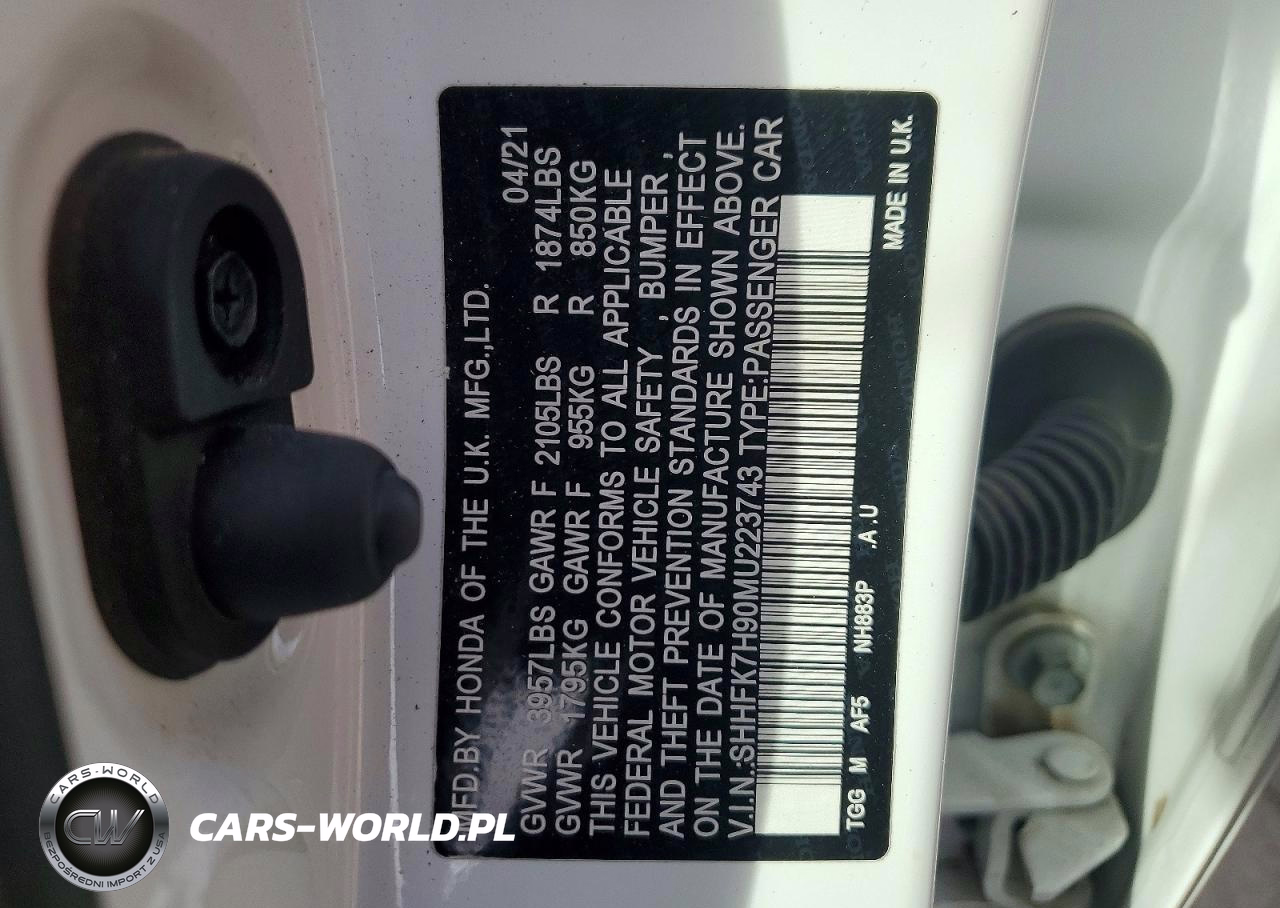 MFD.BY HONDA OF THE U.K. MFG.,LTD. 04/21
GVWR 3957LBS GAWR F 2105LBS R 1874LBS
GVWR 1795KG GAWR F 955KG R 850KG
THIS VEHICLE CONFORMS TO ALL APPLICABLE
FEDERAL MOTOR VEHICLE SAFETY , BUMPER ,
AND THEFT PREVENTION STANDARDS IN EFFECT
ON THE DATE OF MANUFACTURE SHOWN ABOVE.
V.I.N.:SHHFK7H90MU223743 TYPE:PASSENGER CAR
TGG M AF5 NH883P .A.U MADE IN U.K.
CARS-WORLD
CW
BEZPOŚREDNI IMPORT Z USA
CARS-WORLD.PL